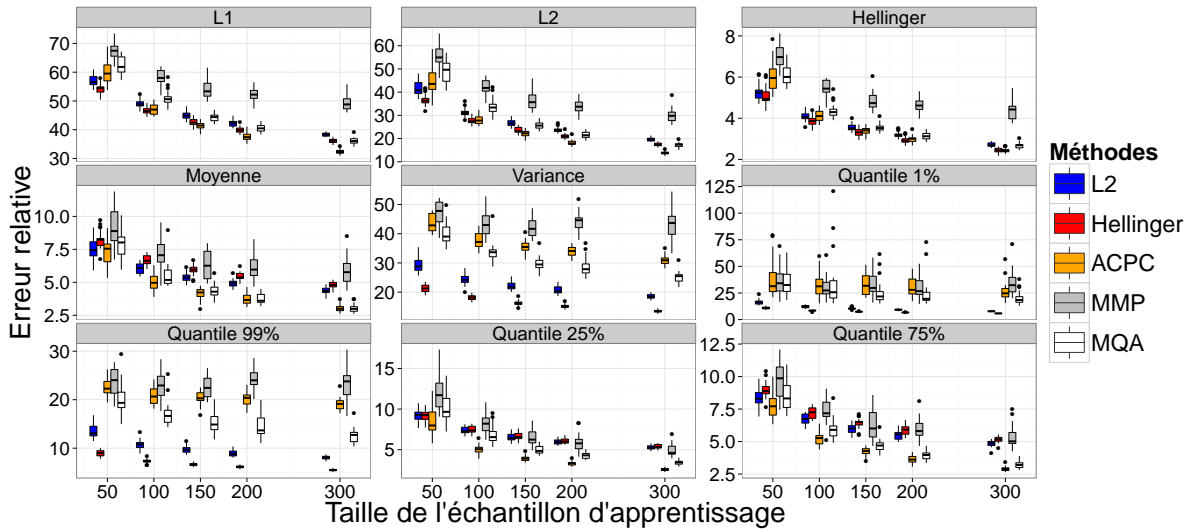 L1
L2
Hellinger
70
60
50
40
30
70
60
50
40
30
20
10
8
6
4
2
Moyenne
Variance
Quantile 1%
10.0
7.5
5.0
2.5
50
40
30
20
125
100
75
50
25
0
Quantile 99%
Quantile 25%
Quantile 75%
30
20
10
15
10
5
12.5
10.0
7.5
5.0
2.5
50 100 150 200 300
50 100 150 200 300
50 100 150 200 300
Erreur relative
Taille de l'échantillon d'apprentissage
Méthodes
L2
Hellinger
ACPC
MMP
MQA